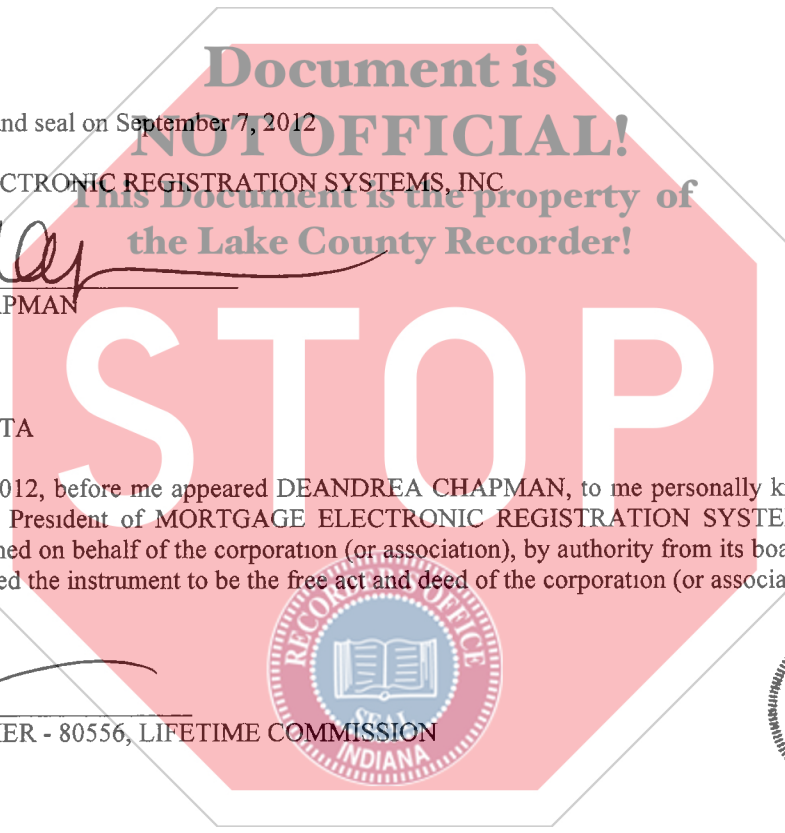 Document is
nd seal on September 7, 2012
NOT OFFICIAL!
CTRONIC REGISTRATION SYSTEMS, INC
This Document is the property of
the Lake County Recorder!
APMAN
STOP
TA
012, before me appeared DEANDREA CHAPMAN, to me personally k
President of MORTGAGE ELECTRONIC REGISTRATION SYSTE
ned on behalf of the corporation (or association), by authority from its boa
ed the instrument to be the free act and deed of the corporation (or associa
RECORDER'S OFFICE
SEAL
INDIANA
ER - 80556, LIFETIME COMMISSION